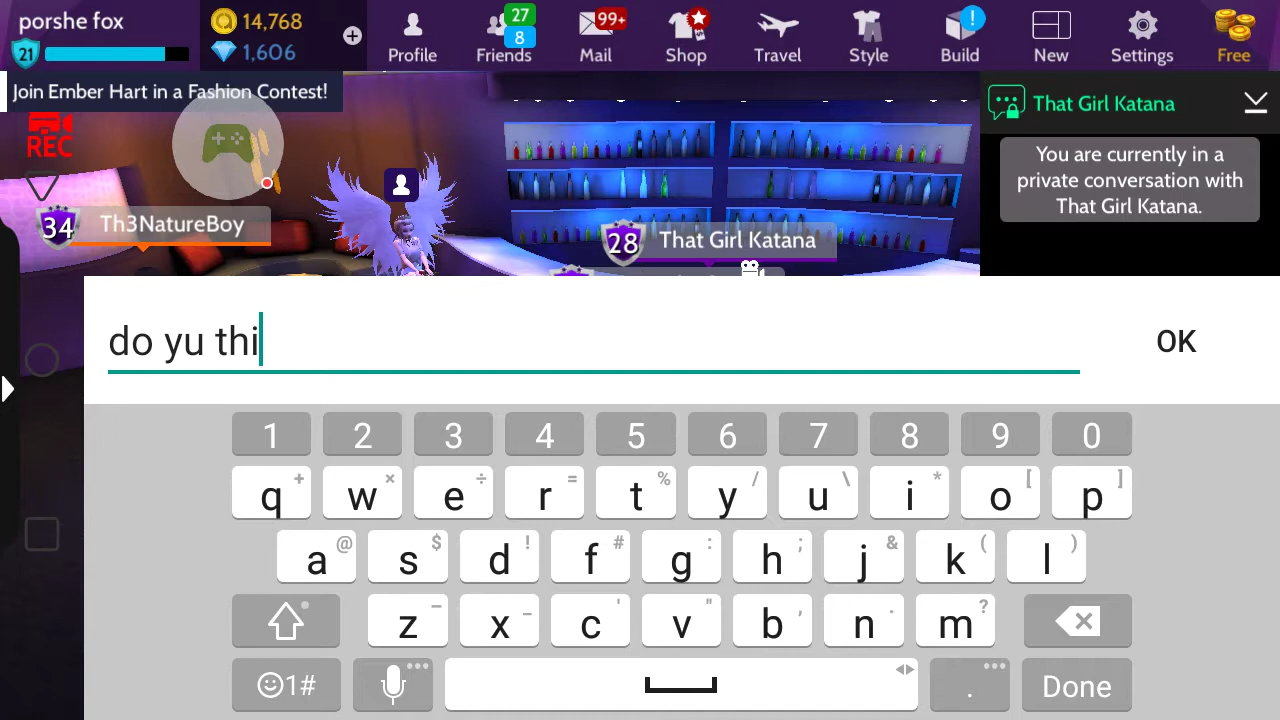 porshe fox
21
14,768
1,606
Profile
27
8
Friends
99+
Mail
Shop
Travel
Style
!
Build
New
Settings
Free
Join Ember Hart in a Fashion Contest!
REC
34 Th3NatureBoy
28 That Girl Katana
That Girl Katana
You are currently in a
private conversation with
That Girl Katana.
do yu thi
OK
1 2 3 4 5 6 7 8 9 0
q + w × e ÷ r = t % y / u \ i * o [ p ]
a @ s $ d ! f # g : h ; j & k ( l )
z – x _ c ' v " b , n . m ?
1# ... . ... Done